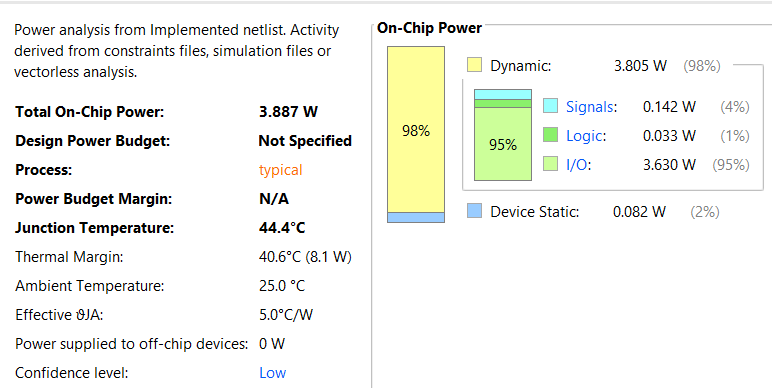 Power analysis from Implemented netlist. Activity
derived from constraints files, simulation files or
vectorless analysis.
Total On-Chip Power: 3.887 W
Design Power Budget: Not Specified
Process: typical
Power Budget Margin: N/A
Junction Temperature: 44.4°C
Thermal Margin: 40.6°C (8.1 W)
Ambient Temperature: 25.0 °C
Effective ϑJA: 5.0°C/W
Power supplied to off-chip devices: 0 W
Confidence level: Low
On-Chip Power
98%
Dynamic: 3.805 W (98%)
95%
Signals: 0.142 W (4%)
Logic: 0.033 W (1%)
I/O: 3.630 W (95%)
Device Static: 0.082 W (2%)